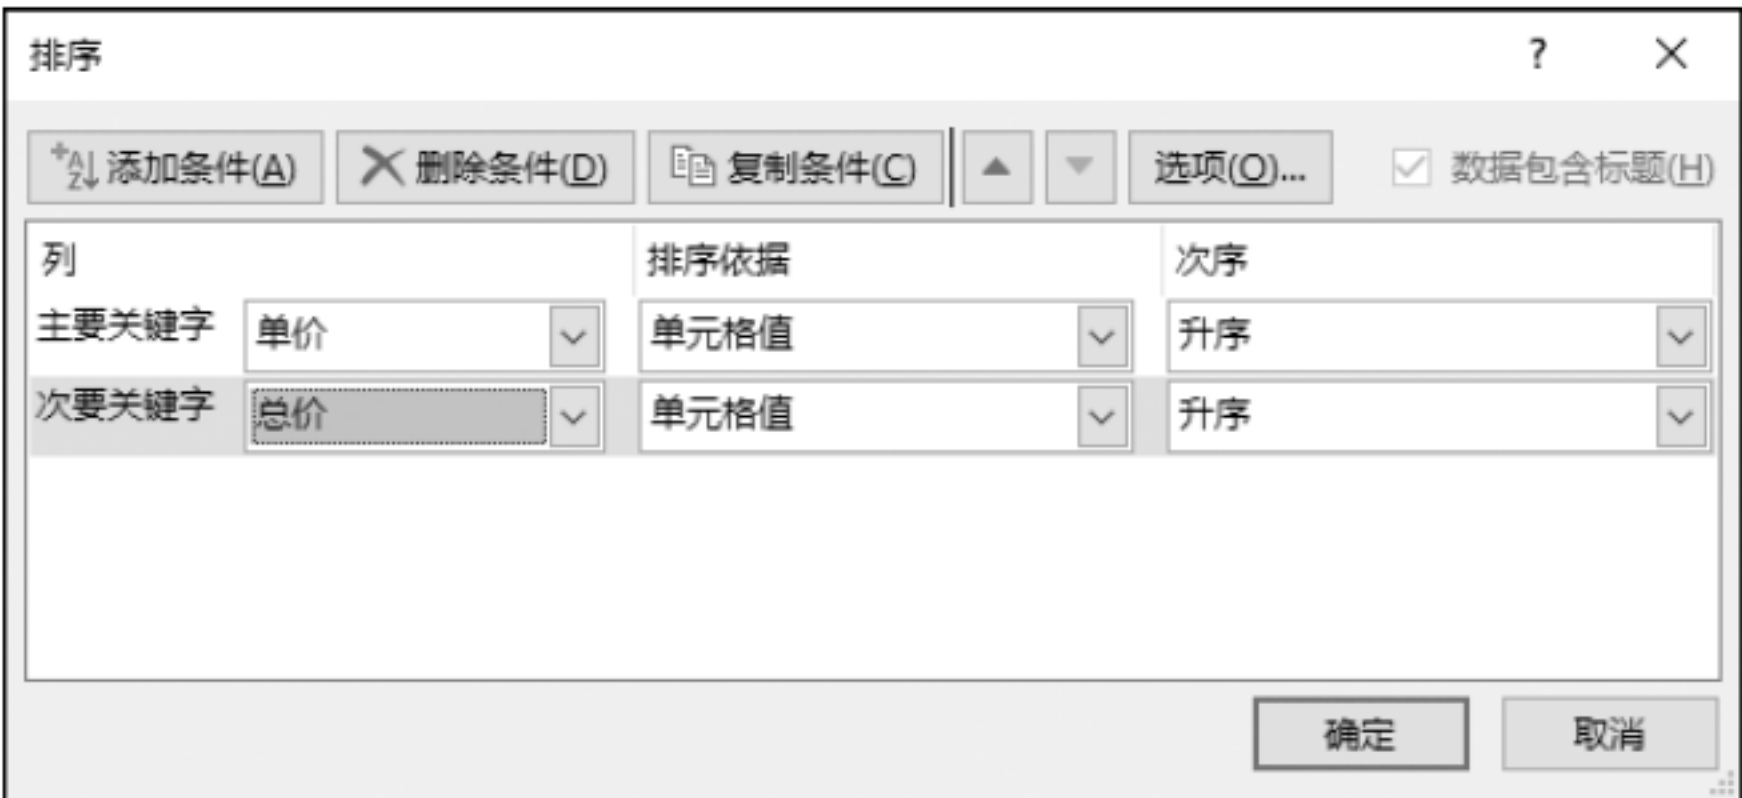 排序 ?
添加条件(A) 删除条件(D) 复制条件(C) 选项(O)... 数据包含标题(H)
列 排序依据 次序
主要关键字 单价 单元格值 升序
次要关键字 总价 单元格值 升序
确定 取消